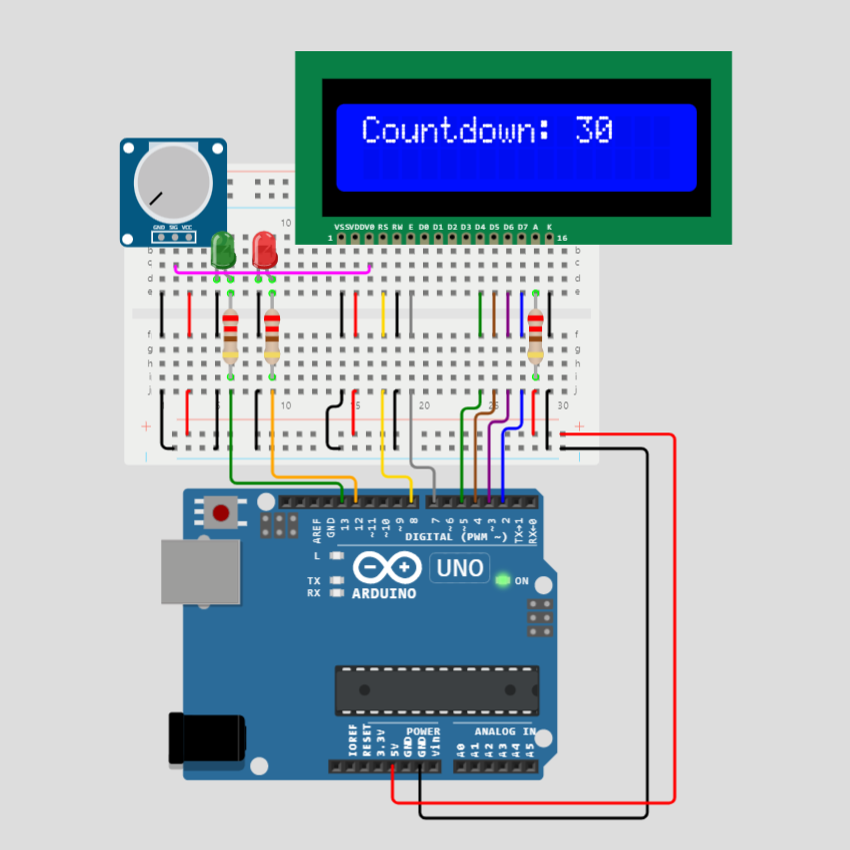 Countdown: 30
GND SIG VCC
VSS VDD V0 RS RW E D0 D1 D2 D3 D4 D5 D6 D7 A K
1 16
10
b b
c c
d d
e e
f f
g g
h h
i i
j j
5 10 15 20 25 30
+ +
AREF GND 13 12 ~11 ~10 ~9 8 7 ~6 ~5 4 ~3 2 TX→1 RX←0
DIGITAL (PWM ~)
L
TX
RX
UNO
ON
ARDUINO
POWER ANALOG IN
IOREF RESET 3.3V 5V GND GND Vin A0 A1 A2 A3 A4 A5